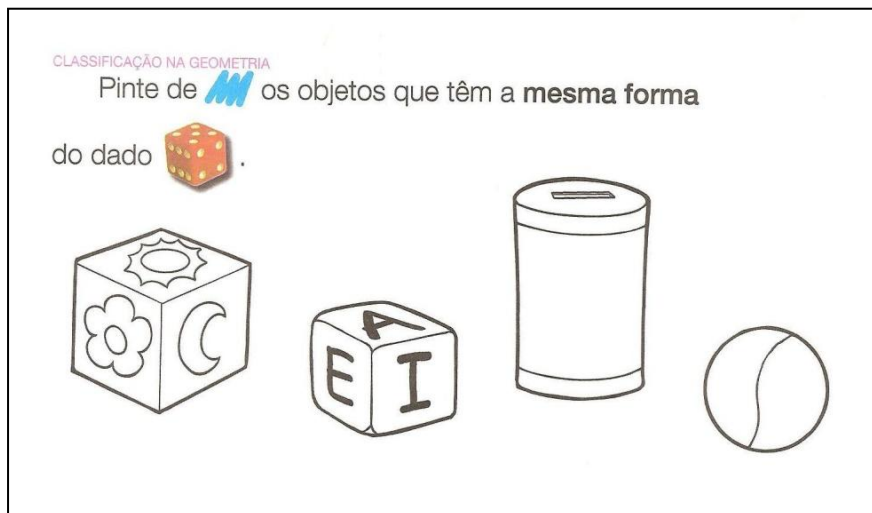 CLASSIFICAÇÃO NA GEOMETRIA
Pinte de os objetos que têm a mesma forma
do dado .
A
E I